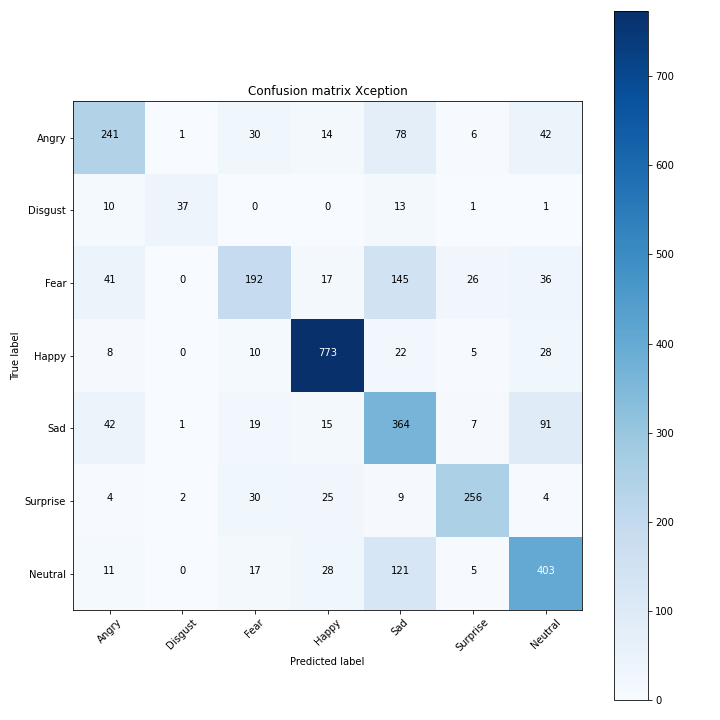 Confusion matrix Xception
700
600
500
400
300
200
100
0
True label
Angry 241 1 30 14 78 6 42
Disgust 10 37 0 0 13 1 1
Fear 41 0 192 17 145 26 36
Happy 8 0 10 773 22 5 28
Sad 42 1 19 15 364 7 91
Surprise 4 2 30 25 9 256 4
Neutral 11 0 17 28 121 5 403
Angry Disgust Fear Happy Sad Surprise Neutral
Predicted label